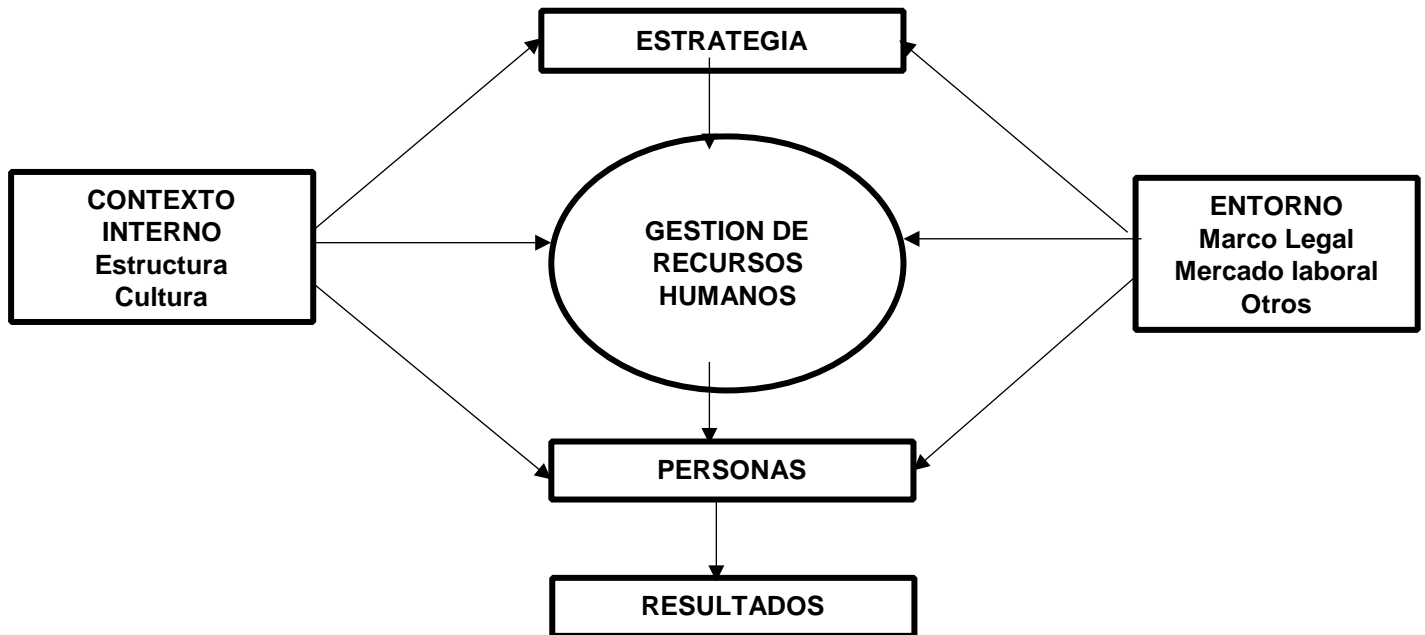 ESTRATEGIA
CONTEXTO
INTERNO
Estructura
Cultura
GESTION DE
RECURSOS
HUMANOS
ENTORNO
Marco Legal
Mercado laboral
Otros
PERSONAS
RESULTADOS